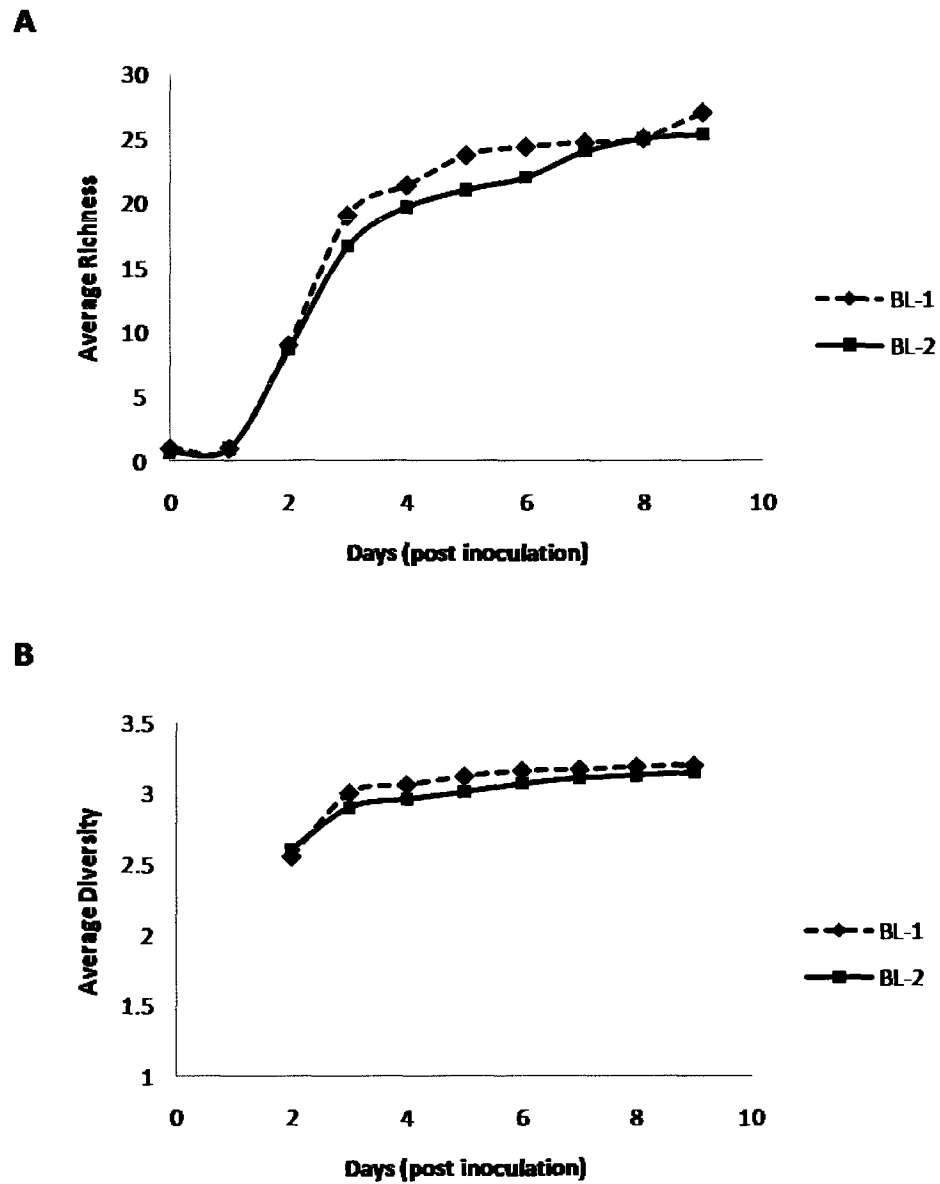 A
30
25
20
15
10
5
0
Average Richness
0 2 4 6 8 10
Days (post inoculation)
BL-1
BL-2
B
3.5
3
2.5
2
1.5
1
Average Diversity
0 2 4 6 8 10
Days (post inoculation)
BL-1
BL-2